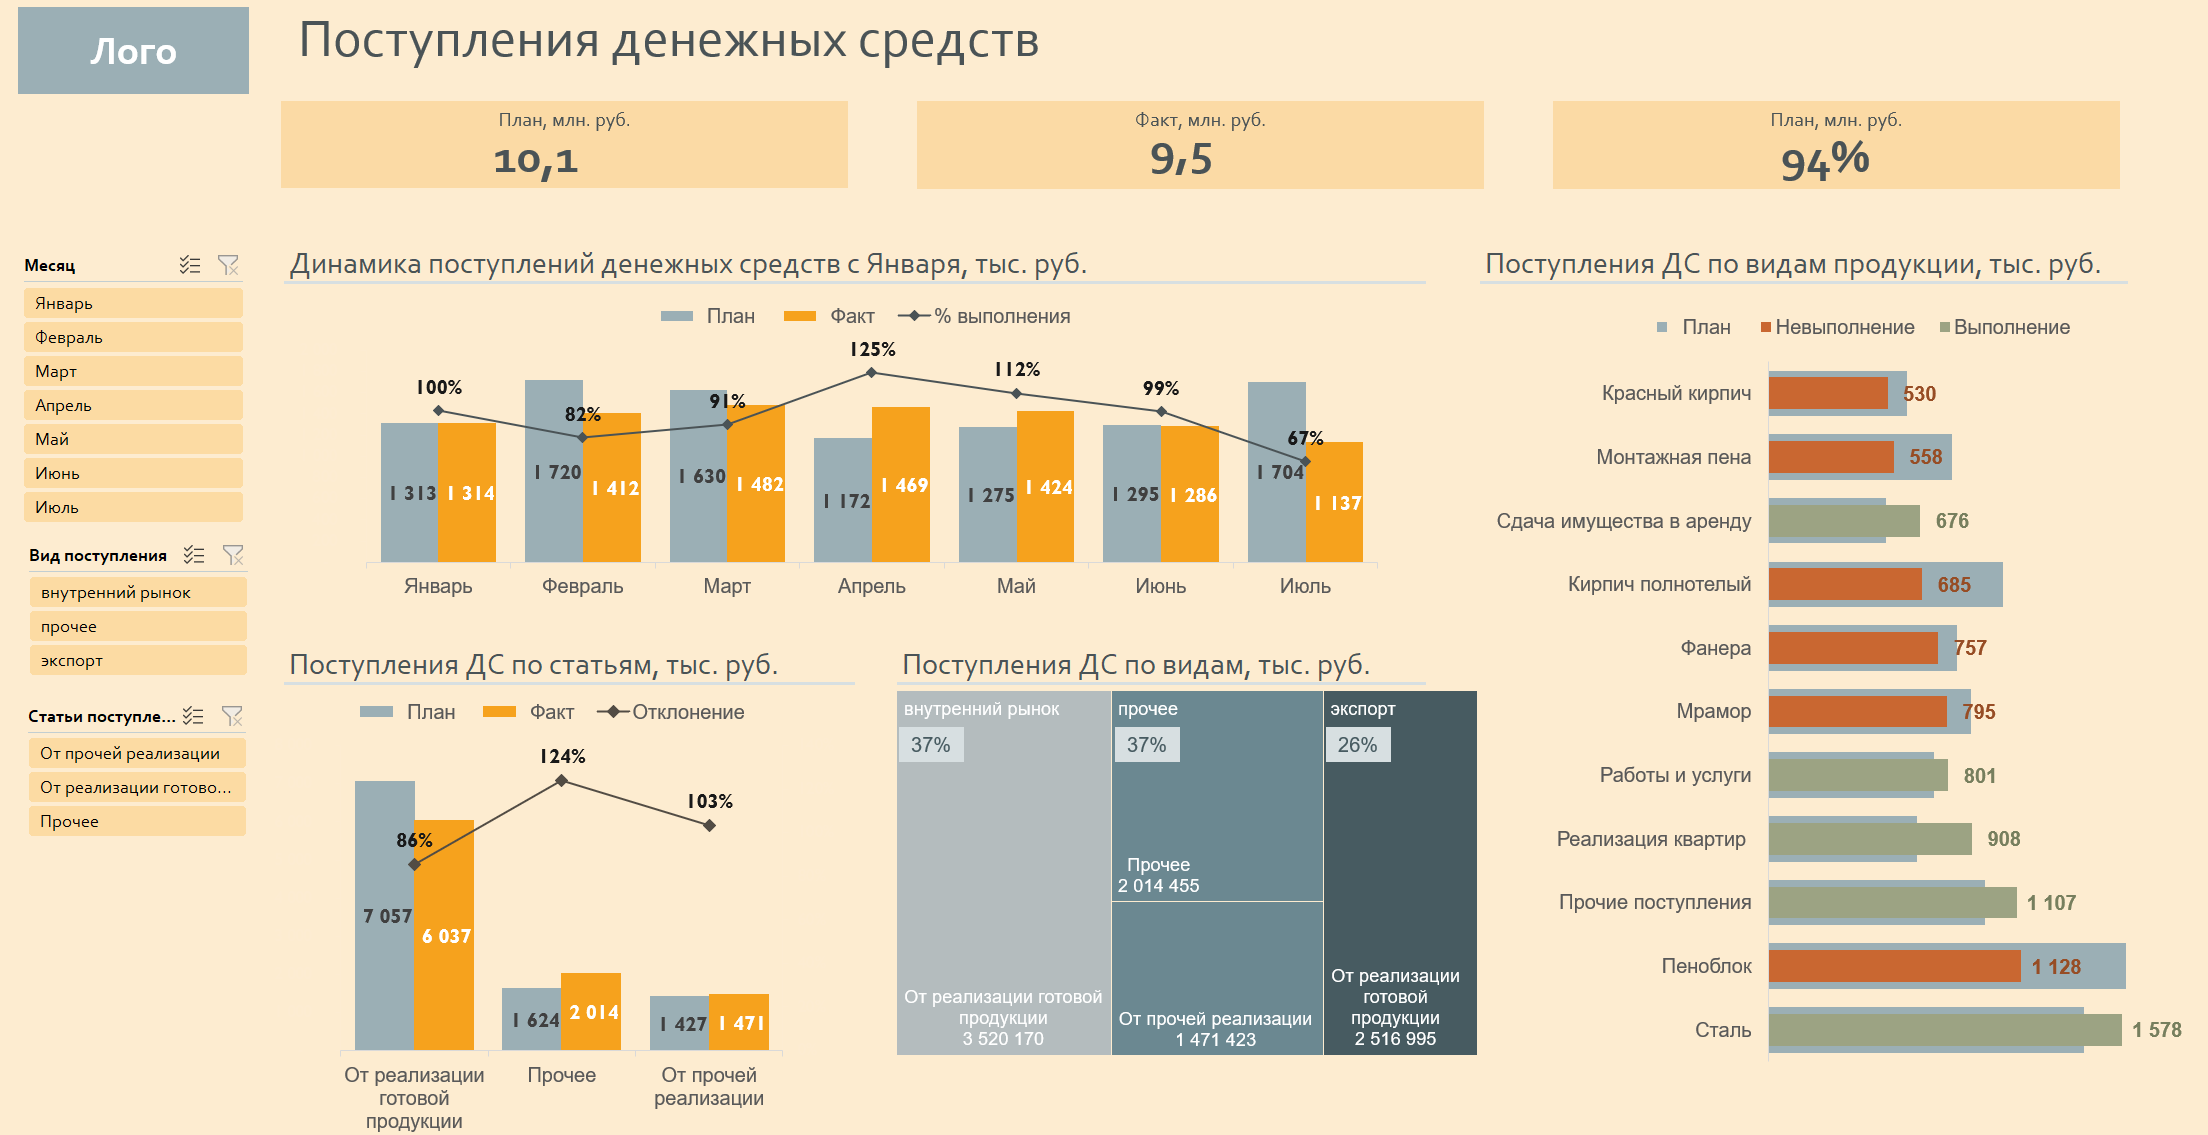 Лого
Поступления денежных средств
План, млн. руб.
10,1
Факт, млн. руб.
9,5
План, млн. руб.
94%
Месяц
Январь
Февраль
Март
Апрель
Май
Июнь
Июль
Вид поступления
внутренний рынок
прочее
экспорт
Статьи поступле...
От прочей реализации
От реализации готово...
Прочее
Динамика поступлений денежных средств с Января, тыс. руб.
План Факт % выполнения
100% 82% 91% 125% 112% 99% 67%
1 313 1 314 1 720 1 412 1 630 1 482 1 172 1 469 1 275 1 424 1 295 1 286 1 704 1 137
Январь Февраль Март Апрель Май Июнь Июль
Поступления ДС по статьям, тыс. руб.
План Факт Отклонение
86% 124% 103%
7 057 6 037 1 624 2 014 1 427 1 471
От реализации
готовой
продукции
Прочее
От прочей
реализации
Поступления ДС по видам, тыс. руб.
внутренний рынок
37%
От реализации готовой
продукции
3 520 170
прочее
37%
Прочее
2 014 455
От прочей реализации
1 471 423
экспорт
26%
От реализации
готовой
продукции
2 516 995
Поступления ДС по видам продукции, тыс. руб.
План Невыполнение Выполнение
Красный кирпич 530
Монтажная пена 558
Сдача имущества в аренду 676
Кирпич полнотелый 685
Фанера 757
Мрамор 795
Работы и услуги 801
Реализация квартир 908
Прочие поступления 1 107
Пеноблок 1 128
Сталь 1 578